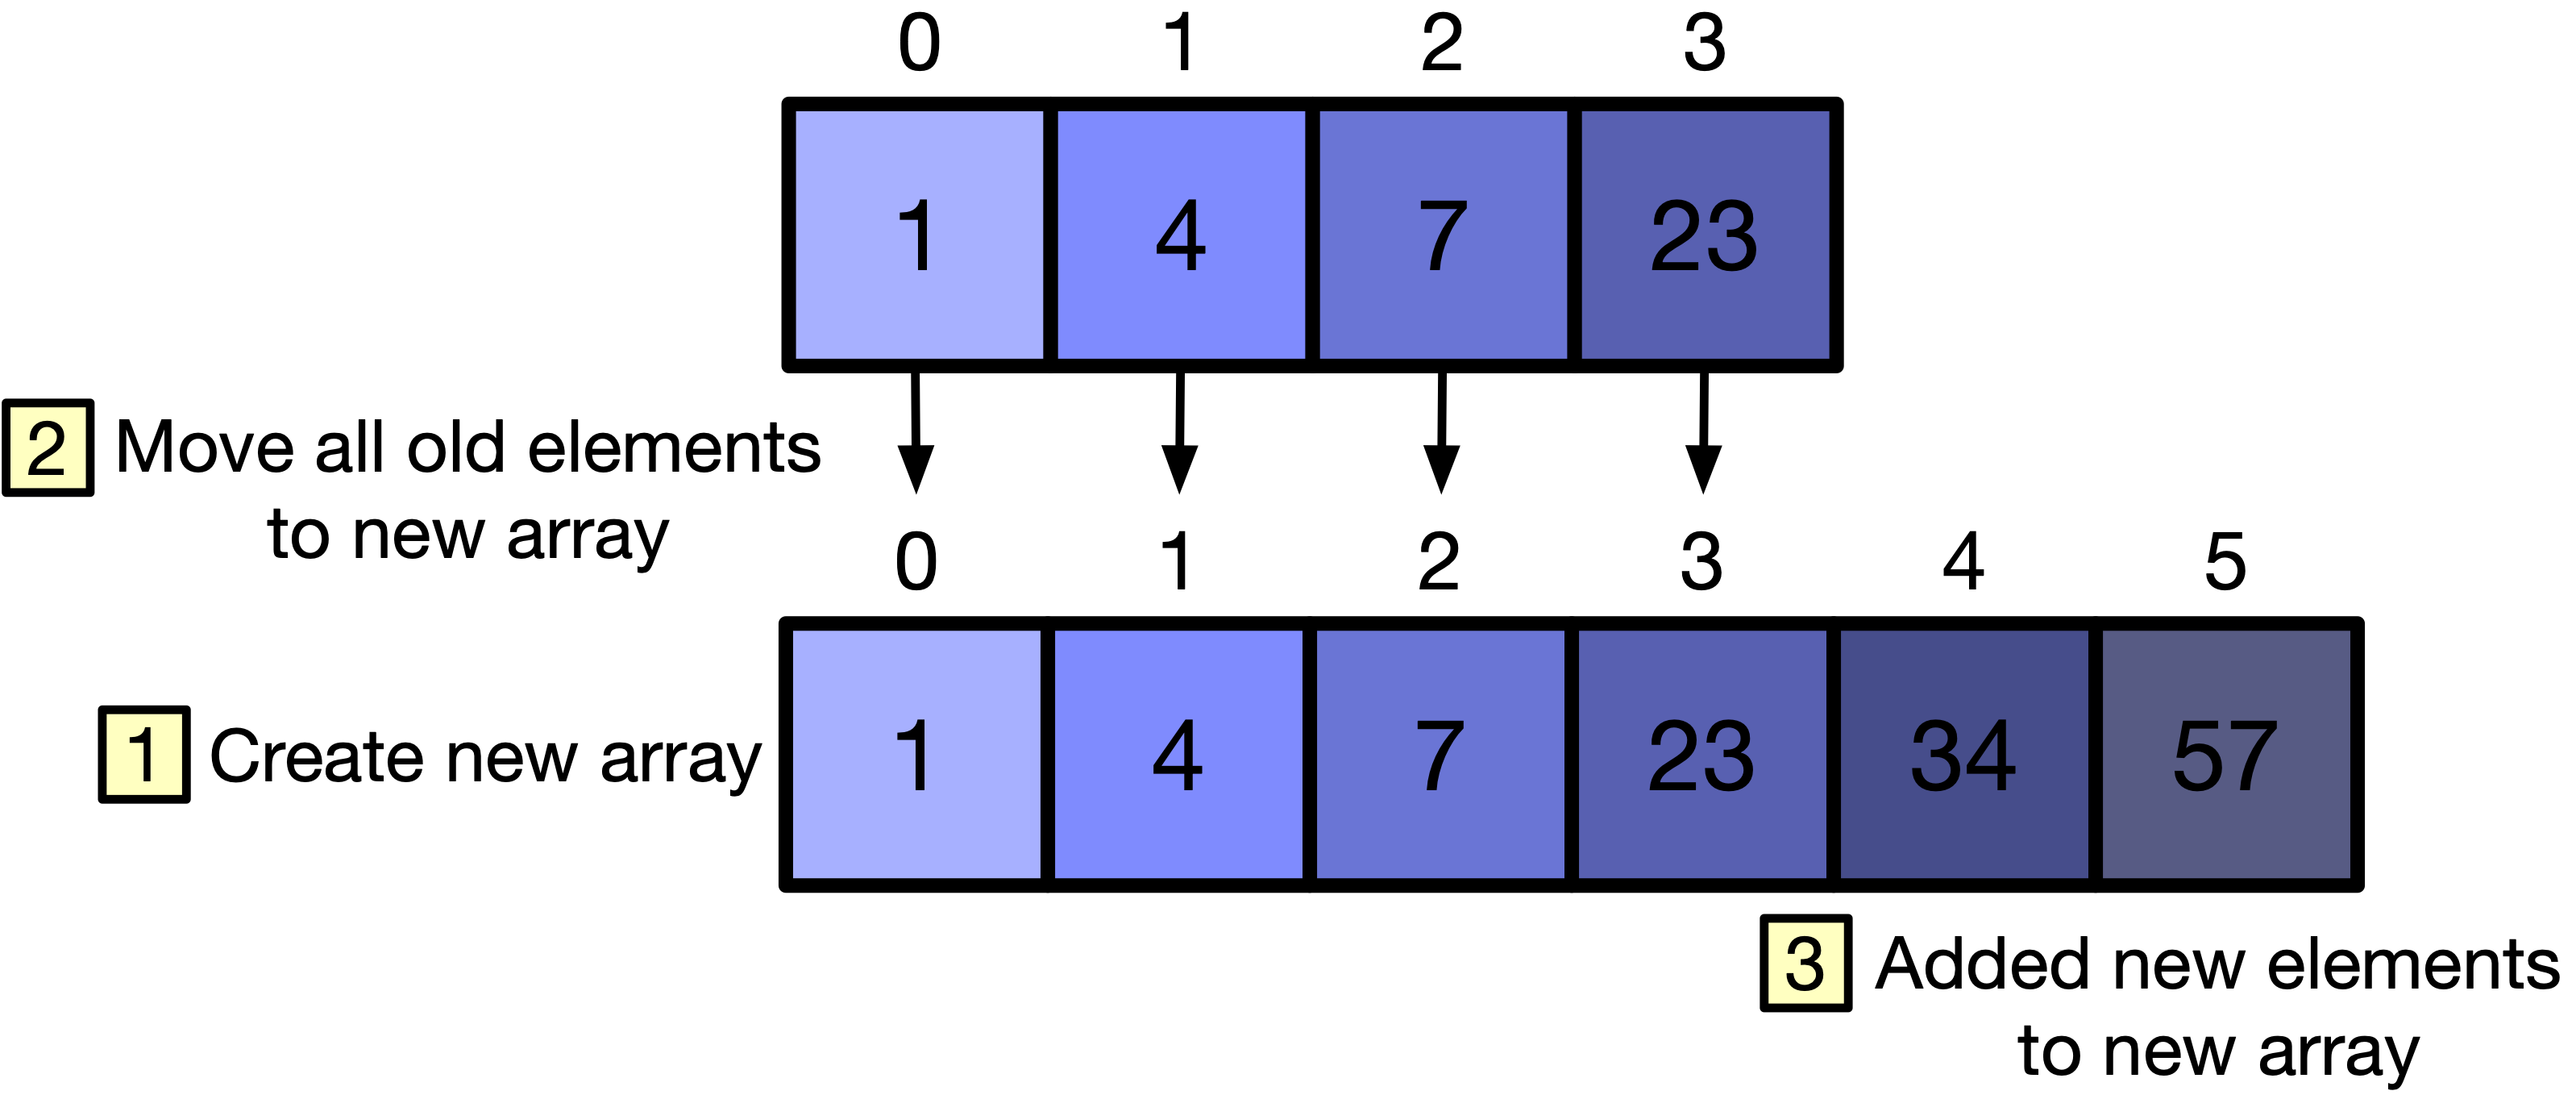 0 1 2 3
1 4 7 23
2 Move all old elements
to new array
0 1 2 3 4 5
1 Create new array 1 4 7 23 34 57
3 Added new elements
to new array